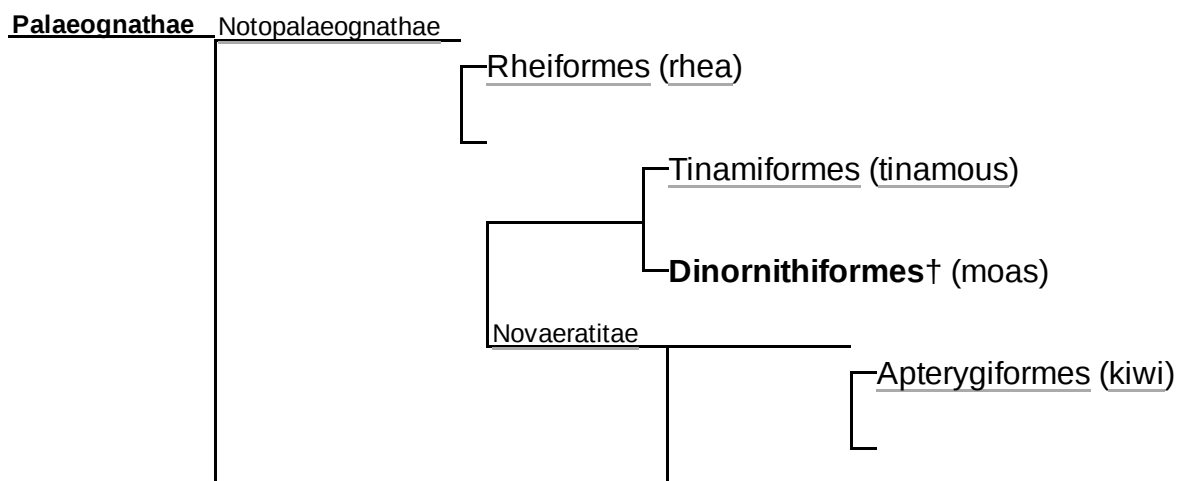 Palaeognathae Notopalaeognathae
Rheiformes (rhea)
Tinamiformes (tinamous)
Dinornithiformes† (moas)
Novaeratitae
Apterygiformes (kiwi)